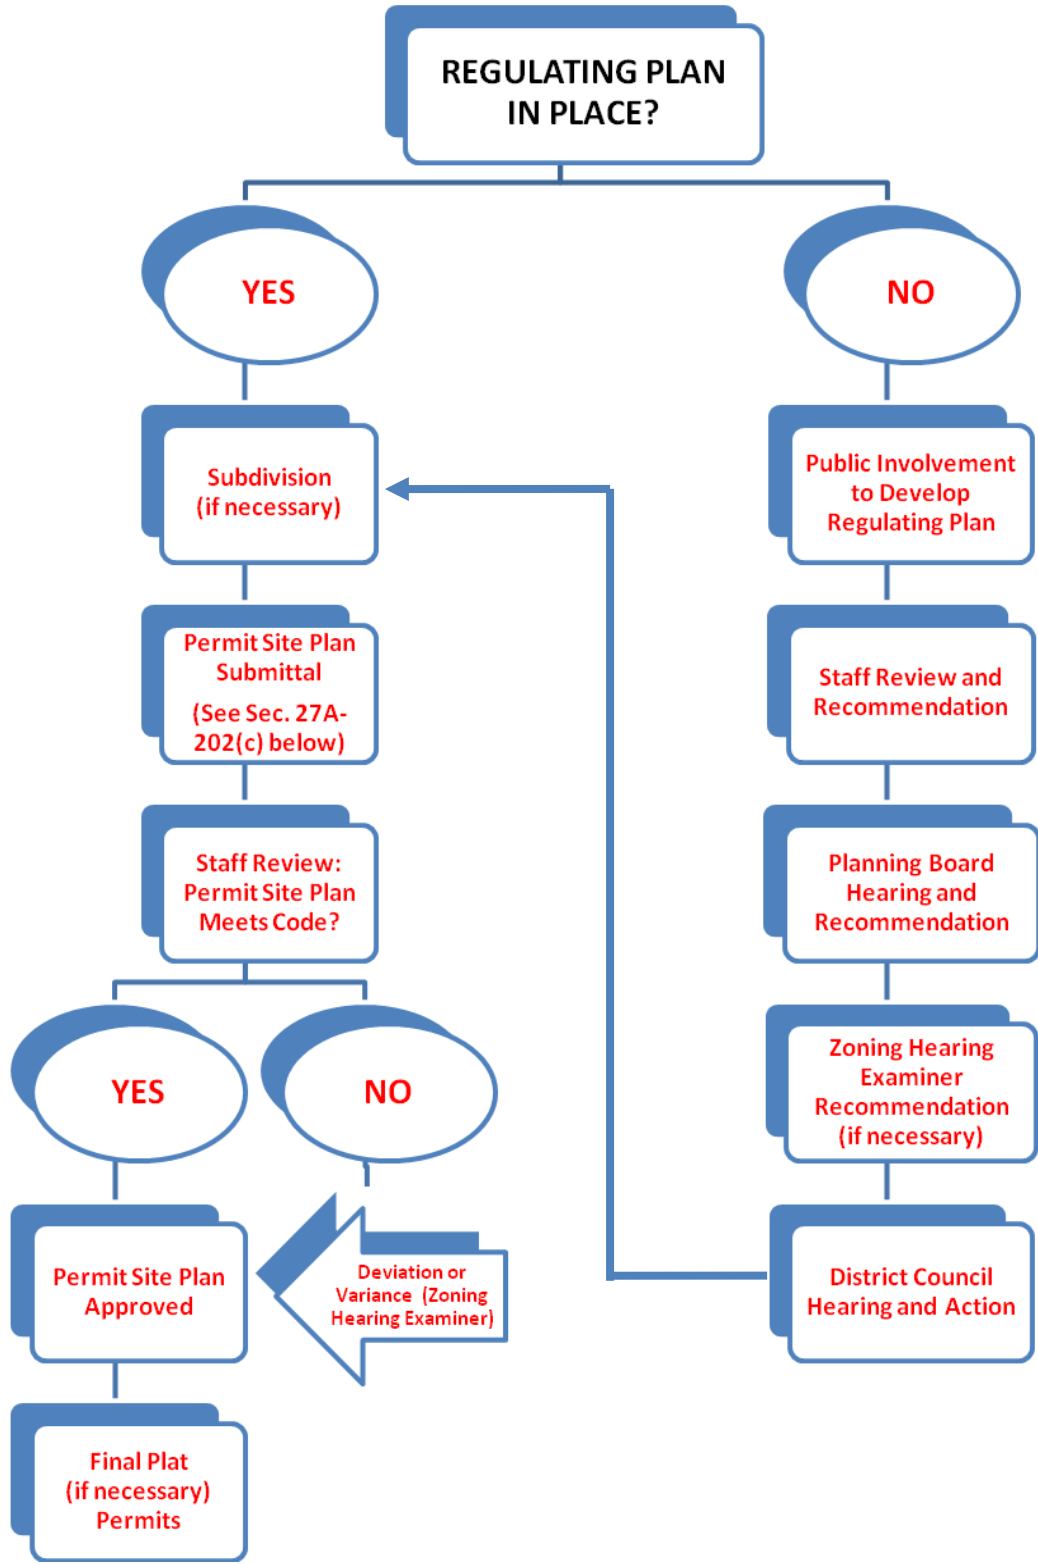 REGULATING PLAN
IN PLACE?
YES
NO
Subdivision
(if necessary)
Public Involvement
to Develop
Regulating Plan
Permit Site Plan
Submittal
(See Sec. 27A-
202(c) below)
Staff Review and
Recommendation
Staff Review:
Permit Site Plan
Meets Code?
Planning Board
Hearing and
Recommendation
YES
NO
Zoning Hearing
Examiner
Recommendation
(if necessary)
Permit Site Plan
Approved
Deviation or
Variance (Zoning
Hearing Examiner)
District Council
Hearing and Action
Final Plat
(if necessary)
Permits